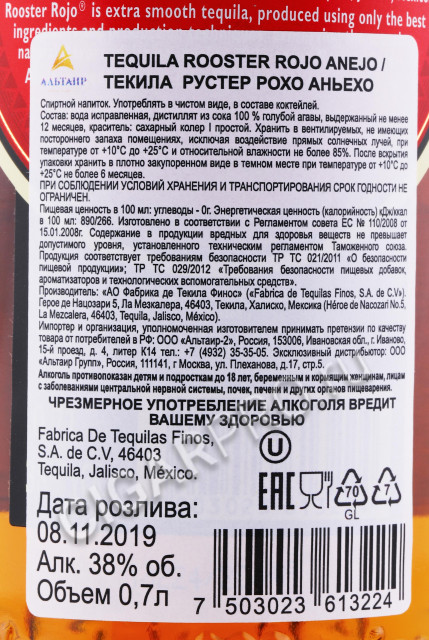 Rooster Rojo® is extra smooth tequila, produced using only the best
АЛЬТАИР
TEQUILA ROOSTER ROJO ANEJO /
ТЕКИЛА РУСТЕР РОХО АНЬЕХО
Спиртной напиток. Употреблять в чистом виде, в составе коктейлей.
Состав: вода исправленная, дистиллят из сока 100 % голубой агавы, выдержанный не менее
12 месяцев, краситель: сахарный колер I простой. Хранить в вентилируемых, не имеющих
постороннего запаха помещениях, исключая воздействие прямых солнечных лучей, при
температуре от +10°С до +25°С и относительной влажности не более 85%. После вскрытия
упаковки хранить в плотно закупоренном виде в темном месте при температуре от +10°С до
+25°С не более 6 месяцев.
ПРИ СОБЛЮДЕНИИ УСЛОВИЙ ХРАНЕНИЯ И ТРАНСПОРТИРОВАНИЯ СРОК ГОДНОСТИ НЕ
ОГРАНИЧЕН.
Пищевая ценность в 100 мл: углеводы - 0г. Энергетическая ценность (калорийность) кДж/ккал
в 100 мл: 890/266. Изготовлено в соответствии с Регламентом совета ЕС № 110/2008 от
15.01.2008г. Содержание в продукции вредных для здоровья веществ не превышает
допустимого уровня, установленного техническим регламентом Таможенного союза.
Продукция соответствует требованиям безопасности ТР ТС 021/2011 «О безопасности
пищевой продукции»; ТР ТС 029/2012 «Требования безопасности пищевых добавок,
ароматизаторов и технологических вспомогательных средств».
Производитель: «АО Фабрика де Текила Финос» («Fabrica de Tequilas Finos, S.A. de C.V.»).
Герое де Нацозари 5, Ла Мезкалера, 46403, Текила, Халиско, Мексика (Héroe de Nacozari No.5,
La Mezcalera, 46403, Tequila, Jalisco, México).
Импортер и организация, уполномоченная изготовителем принимать претензии по качеству
товара от потребителей в РФ: ООО «Альтаир-2», Россия, 153006, Ивановская обл., г. Иваново,
15-й проезд, д. 4, литер К14 тел.: +7 (4932) 35-35-05. Эксклюзивный дистрибьютор: ООО
«Альтаир Групп», Россия, 111141, г Москва, ул. Плеханова, д.17, стр.5.
Алкоголь противопоказан детям и подросткам до 18 лет, беременным и кормящим женщинам, лицам
с заболеваниями центральной нервной системы, почек, печени и других органов пищеварения.
ЧРЕЗМЕРНОЕ УПОТРЕБЛЕНИЕ АЛКОГОЛЯ ВРЕДИТ
ВАШЕМУ ЗДОРОВЬЮ
Fabrica De Tequilas Finos,
S.A. de C.V, 46403
Tequila, Jalisco, México.
U
EAC
70
GL
7
Дата розлива:
08.11.2019
Алк. 38% об.
Объем 0,7л
7 503023 613224